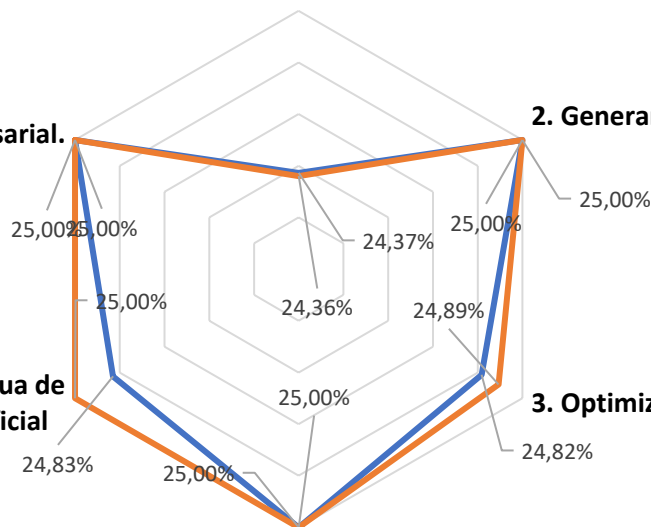 2. Generar
sarial.
25,00%
25,00%
25,00%
25,00%
24,37%
25,00%
24,36%
24,89%
25,00%
ua de
icial
3. Optimiz
24,83%
25,00%
24,82%